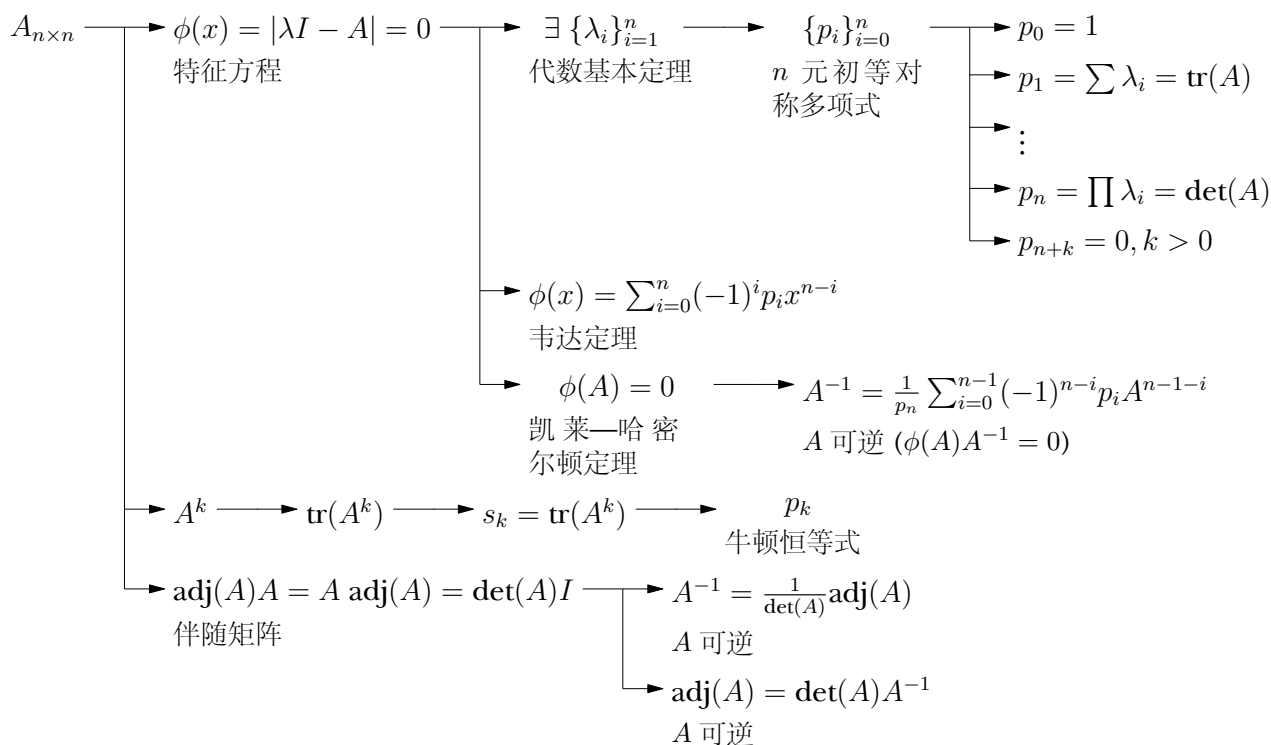 A_{n×n}
ϕ(x) = |λI − A| = 0
特征方程
∃ {λ_i}_{i=1}^n
代数基本定理
{p_i}_{i=0}^n
n 元初等对
称多项式
p_0 = 1
p_1 = ∑ λ_i = tr(A)
⋮
p_n = ∏ λ_i = det(A)
p_{n+k} = 0, k > 0
ϕ(x) = ∑_{i=0}^n (−1)^i p_i x^{n−i}
韦达定理
ϕ(A) = 0
凯莱—哈密
尔顿定理
A^{−1} = \frac{1}{p_n} ∑_{i=0}^{n−1} (−1)^{n−i} p_i A^{n−1−i}
A 可逆 (ϕ(A)A^{−1} = 0)
A^k
tr(A^k)
s_k = tr(A^k)
p_k
牛顿恒等式
adj(A)A = A adj(A) = det(A)I
伴随矩阵
A^{−1} = \frac{1}{det(A)} adj(A)
A 可逆
adj(A) = det(A)A^{−1}
A 可逆